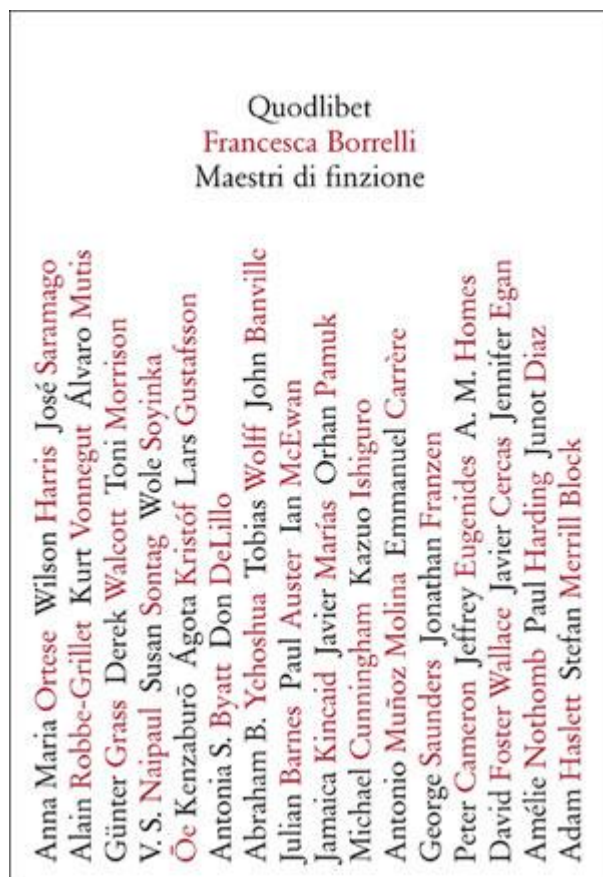 Quodlibet
Francesca Borrelli
Maestri di finzione
Anna Maria Ortese Wilson Harris José Saramago
Alain Robbe-Grillet Kurt Vonnegut Álvaro Mutis
Günter Grass Derek Walcott Toni Morrison
V. S. Naipaul Susan Sontag Wole Soyinka
Ōe Kenzaburō Ágota Kristóf Lars Gustafsson
Antonia S. Byatt Don DeLillo
Abraham B. Yehoshua Tobias Wolff John Banville
Julian Barnes Paul Auster Ian McEwan
Jamaica Kincaid Javier Marías Orhan Pamuk
Michael Cunningham Kazuo Ishiguro
Antonio Muñoz Molina Emmanuel Carrère
George Saunders Jonathan Franzen
Peter Cameron Jeffrey Eugenides A. M. Homes
David Foster Wallace Javier Cercas Jennifer Egan
Amélie Nothomb Paul Harding Junot Diaz
Adam Haslett Stefan Merrill Block